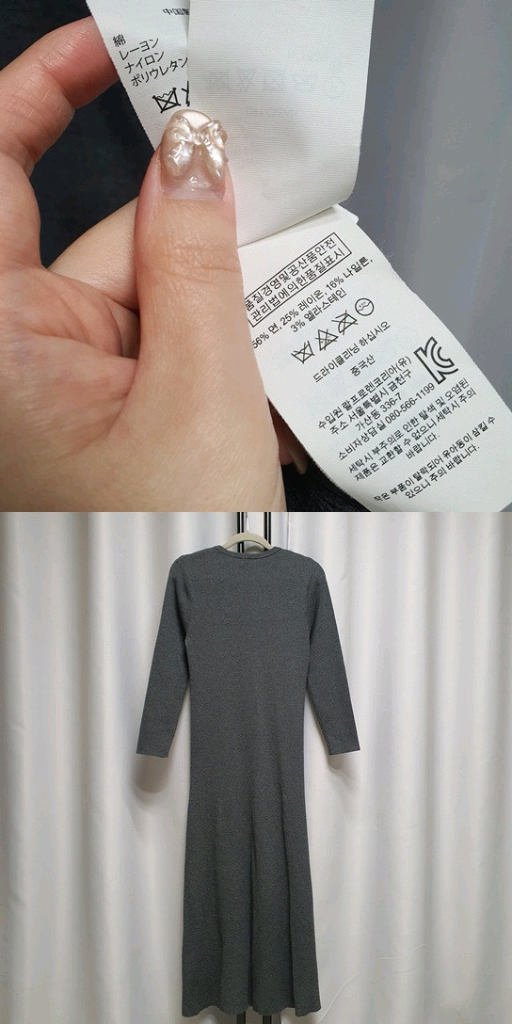 中国製
綿
レーヨン
ナイロン
ポリウレタン
품질경영및공산품안전
관리법에의한품질표시
56% 면, 25% 레이온, 16% 나일론,
3% 엘라스테인
드라이클리닝 하십시오
중국산
수입원 랄프로렌코리아(유)
주소 서울특별시 금천구
가산동 336-7
소비자상담실 080-566-1199
세탁시 부주의로 인한 탈색 및 오염된
제품은 교환할 수 없으니 세탁시 주의
바랍니다.
작은 부품이 탈락되어 유아동이 삼킬 수
있으니 주의 바랍니다.